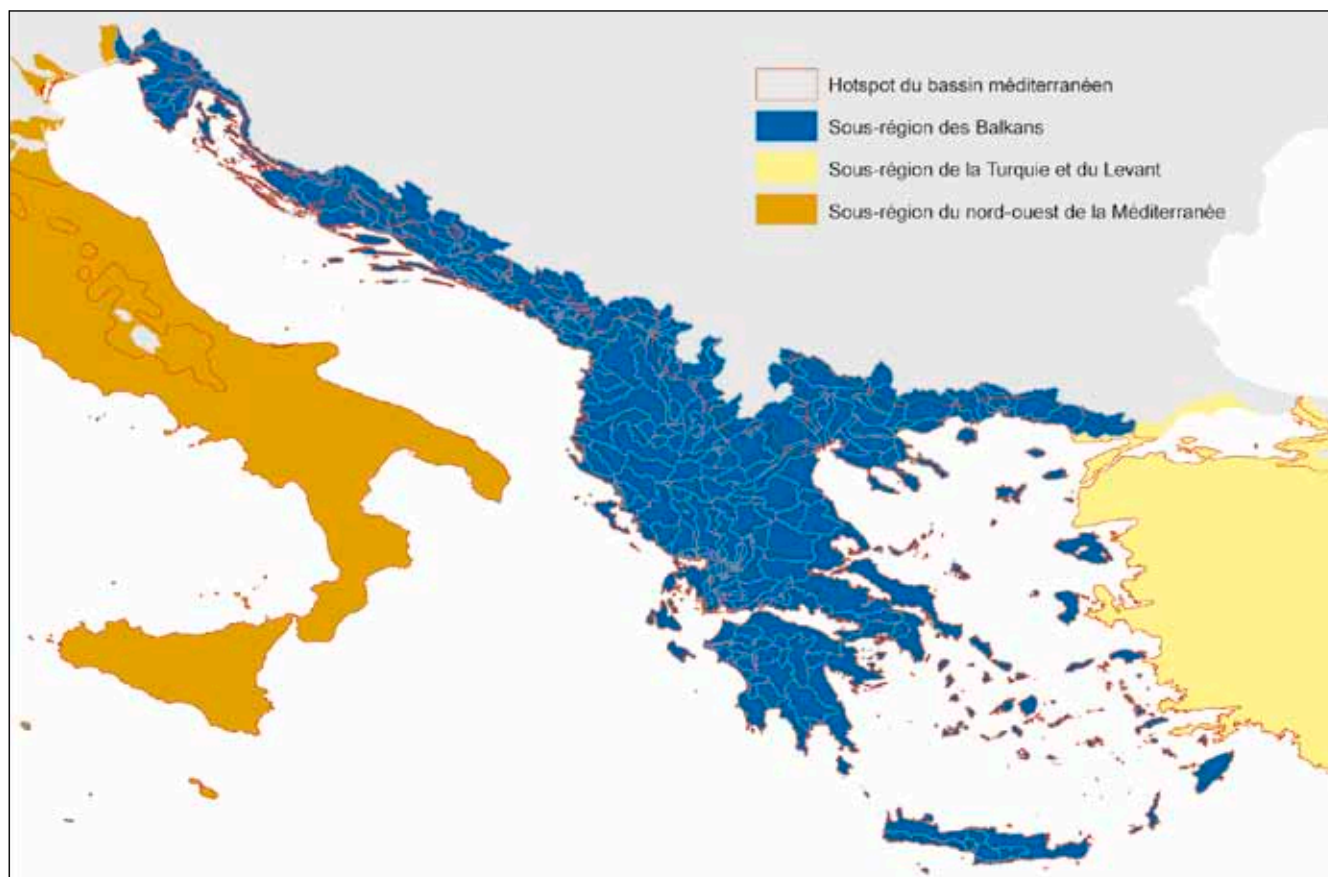 Hotspot du bassin méditerranéen
Sous-région des Balkans
Sous-région de la Turquie et du Levant
Sous-région du nord-ouest de la Méditerranée